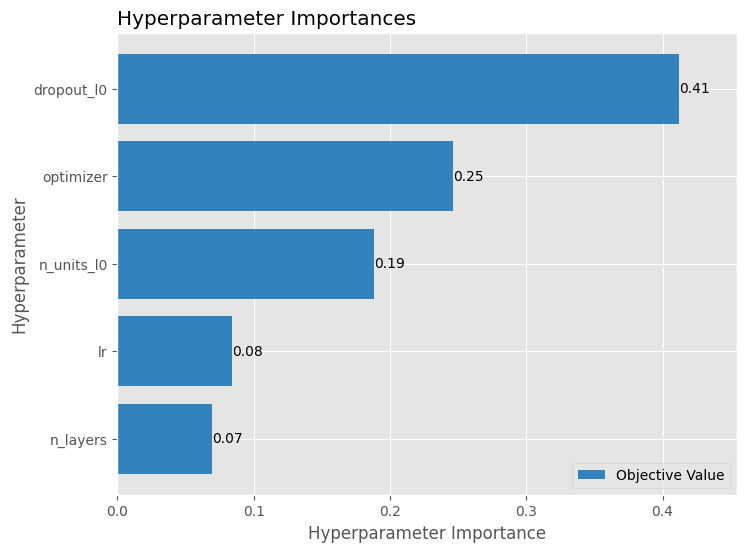 Hyperparameter Importances
Hyperparameter
dropout_l0
0.41
optimizer
0.25
n_units_l0
0.19
lr
0.08
n_layers
0.07
Objective Value
0.0 0.1 0.2 0.3 0.4
Hyperparameter Importance